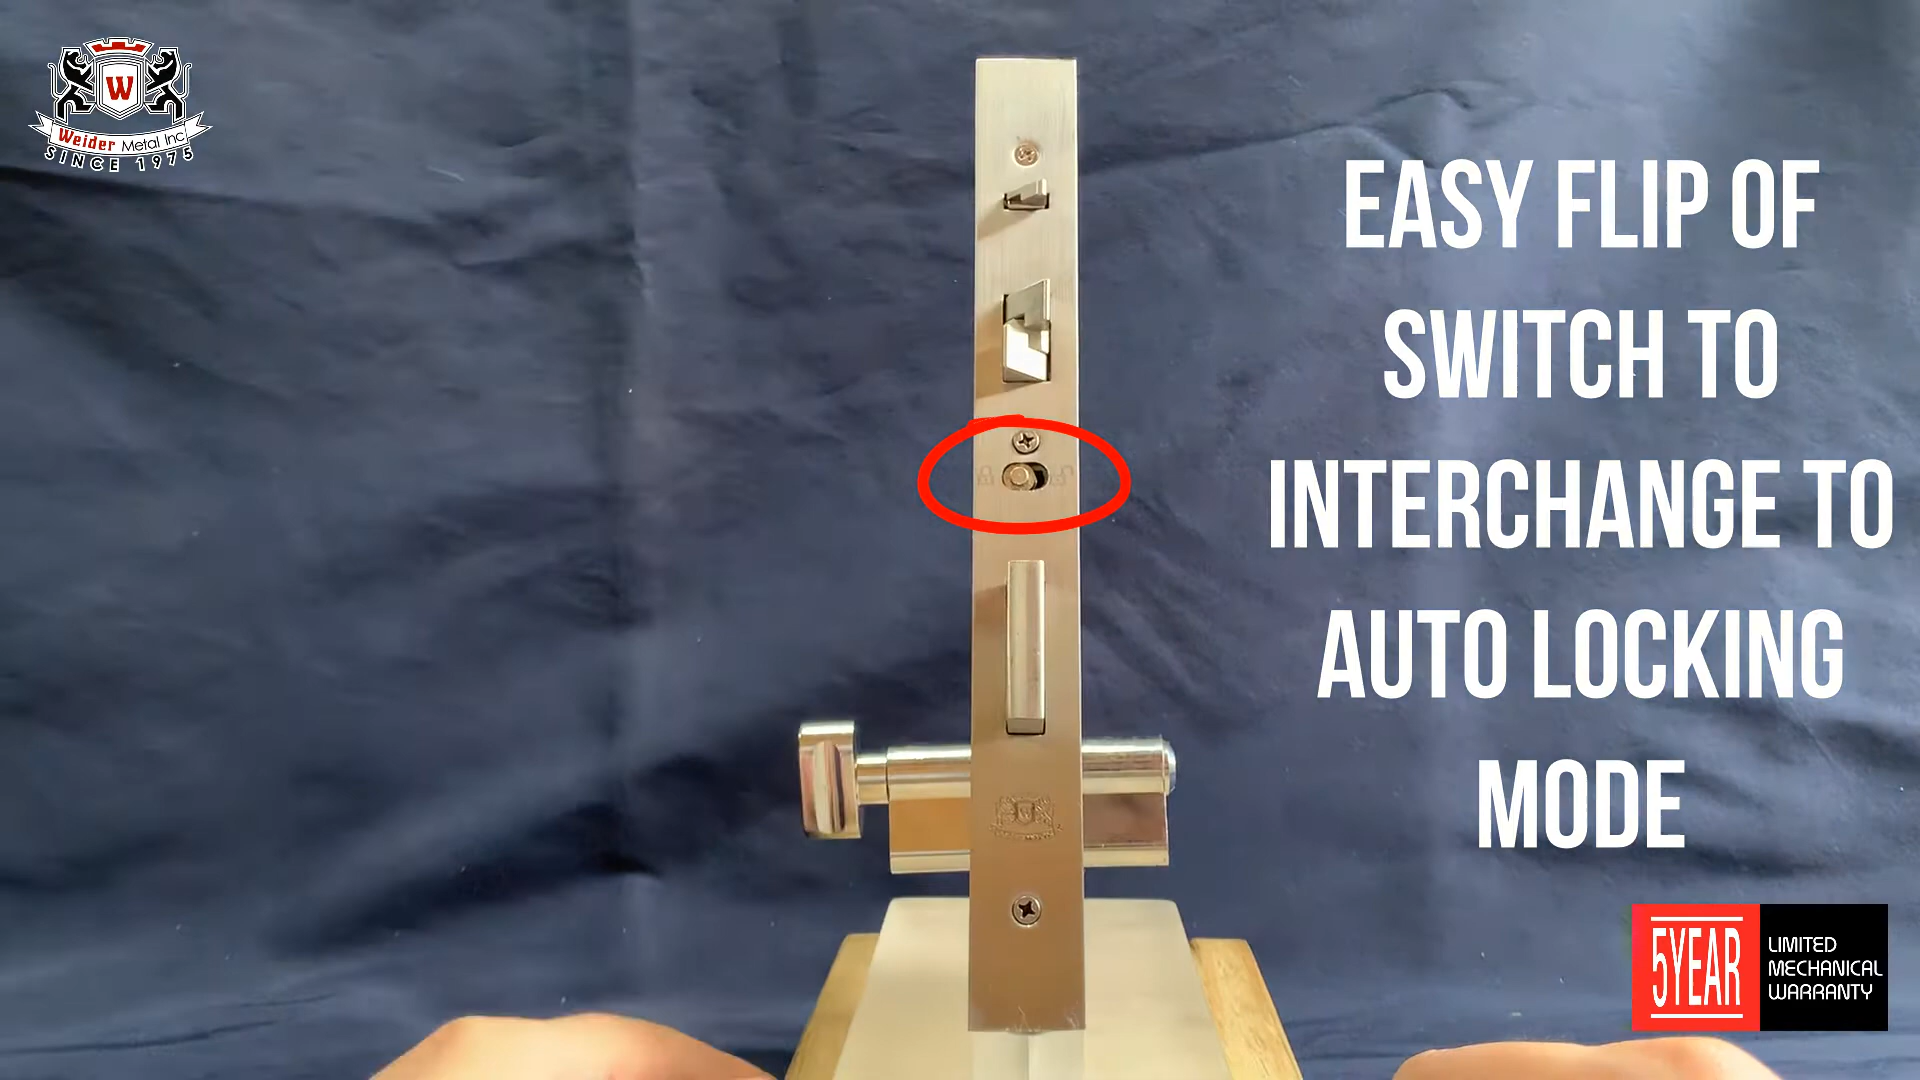 W
Weider Metal Inc
SINCE 1975
EASY FLIP OF
SWITCH TO
INTERCHANGE TO
AUTO LOCKING
MODE
5YEAR
LIMITED
MECHANICAL
WARRANTY